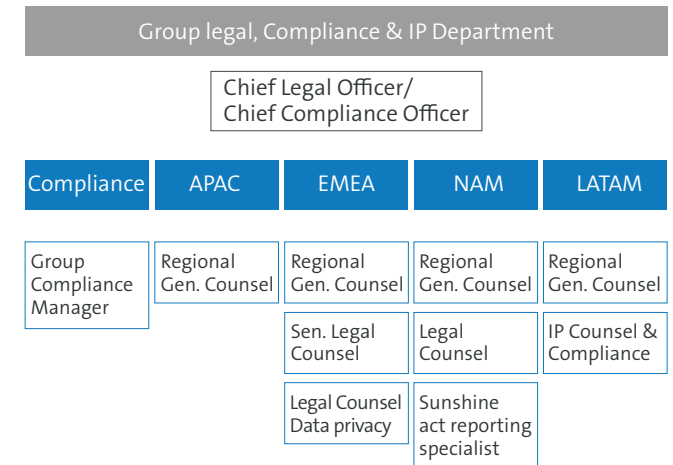 Group legal, Compliance & IP Department
Chief Legal Officer/
Chief Compliance Officer
Compliance
APAC
EMEA
NAM
LATAM
Group
Compliance
Manager
Regional
Gen. Counsel
Regional
Gen. Counsel
Sen. Legal
Counsel
Legal Counsel
Data privacy
Regional
Gen. Counsel
Legal
Counsel
Sunshine
act reporting
specialist
Regional
Gen. Counsel
IP Counsel &
Compliance